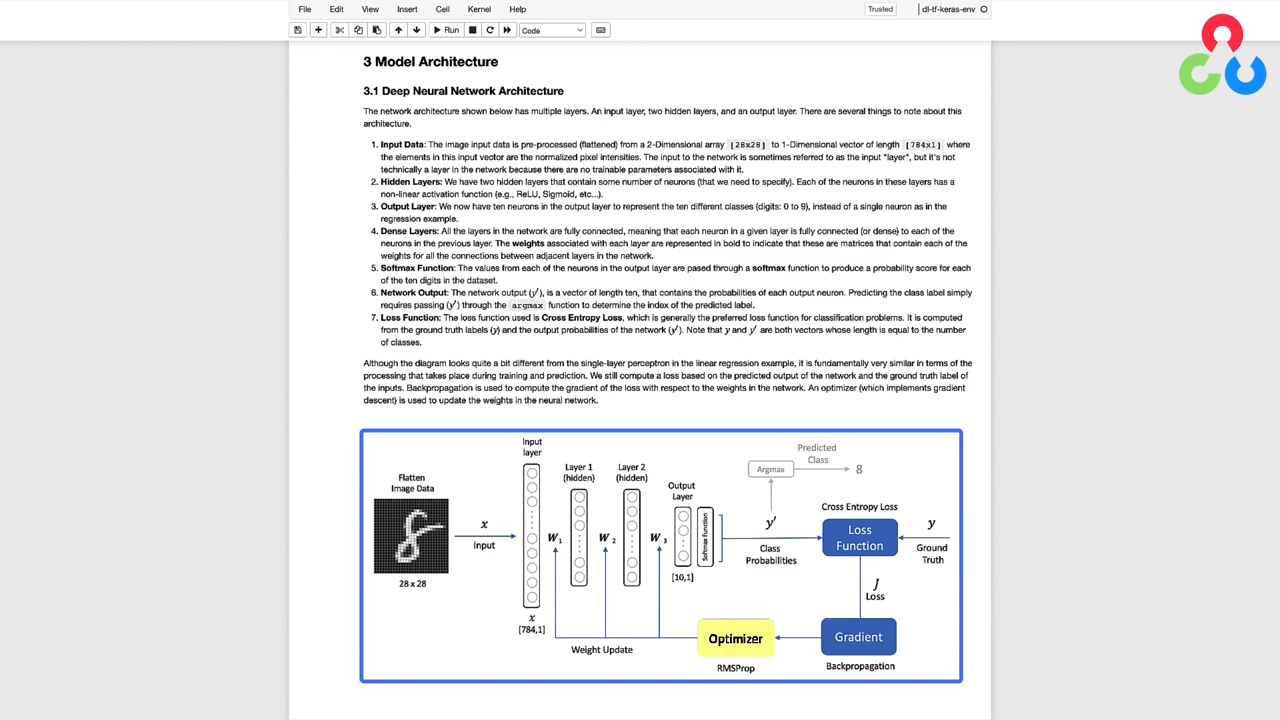 File Edit View Insert Cell Kernel Help Trusted dl-tf-keras-env
Run Code
3 Model Architecture
3.1 Deep Neural Network Architecture
The network architecture shown below has multiple layers. An input layer, two hidden layers, and an output layer. There are several things to note about this
architecture.
1. Input Data: The image input data is pre-processed (flattened) from a 2-Dimensional array [28x28] to 1-Dimensional vector of length [784x1] where
the elements in this input vector are the normalized pixel intensities. The input to the network is sometimes referred to as the input "layer", but it's not
technically a layer in the network because there are no trainable parameters associated with it.
2. Hidden Layers: We have two hidden layers that contain some number of neurons (that we need to specify). Each of the neurons in these layers has a
non-linear activation function (e.g., ReLU, Sigmoid, etc...).
3. Output Layer: We now have ten neurons in the output layer to represent the ten different classes (digits: 0 to 9), instead of a single neuron as in the
regression example.
4. Dense Layers: All the layers in the network are fully connected, meaning that each neuron in a given layer is fully connected (or dense) to each of the
neurons in the previous layer. The weights associated with each layer are represented in bold to indicate that these are matrices that contain each of the
weights for all the connections between adjacent layers in the network.
5. Softmax Function: The values from each of the neurons in the output layer are pased through a softmax function to produce a probability score for each
of the ten digits in the dataset.
6. Network Output: The network output (y′), is a vector of length ten, that contains the probabilities of each output neuron. Predicting the class label simply
requires passing (y′) through the argmax function to determine the index of the predicted label.
7. Loss Function: The loss function used is Cross Entropy Loss, which is generally the preferred loss function for classification problems. It is computed
from the ground truth labels (y) and the output probabilities of the network (y′). Note that y and y′ are both vectors whose length is equal to the number
of classes.
Although the diagram looks quite a bit different from the single-layer perceptron in the linear regression example, it is fundamentally very similar in terms of the
processing that takes place during training and prediction. We still compute a loss based on the predicted output of the network and the ground truth label of
the inputs. Backpropagation is used to compute the gradient of the loss with respect to the weights in the network. An optimizer (which implements gradient
descent) is used to update the weights in the neural network.
Flatten
Image Data
28 x 28
x
Input
Input
layer
x
[784,1]
W1
Layer 1
(hidden)
W2
Layer 2
(hidden)
W3
Output
Layer
[10,1]
Softmax Function
y′
Class
Probabilities
Argmax
Predicted
Class
8
Cross Entropy Loss
Loss
Function
y
Ground
Truth
J
Loss
Gradient
Backpropagation
Optimizer
RMSProp
Weight Update